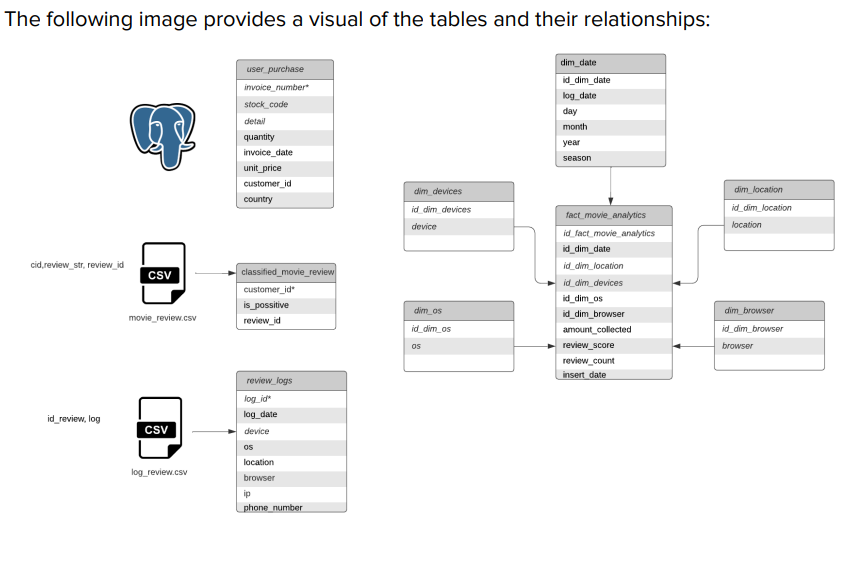 The following image provides a visual of the tables and their relationships:
user_purchase
invoice_number*
stock_code
detail
quantity
invoice_date
unit_price
customer_id
country
cid,review_str, review_id
CSV
movie_review.csv
classified_movie_review
customer_id*
is_possitive
review_id
id_review, log
CSV
log_review.csv
review_logs
log_id*
log_date
device
os
location
browser
ip
phone_number
dim_date
id_dim_date
log_date
day
month
year
season
dim_devices
id_dim_devices
device
dim_location
id_dim_location
location
fact_movie_analytics
id_fact_movie_analytics
id_dim_date
id_dim_location
id_dim_devices
id_dim_os
id_dim_browser
amount_collected
review_score
review_count
insert_date
dim_os
id_dim_os
os
dim_browser
id_dim_browser
browser